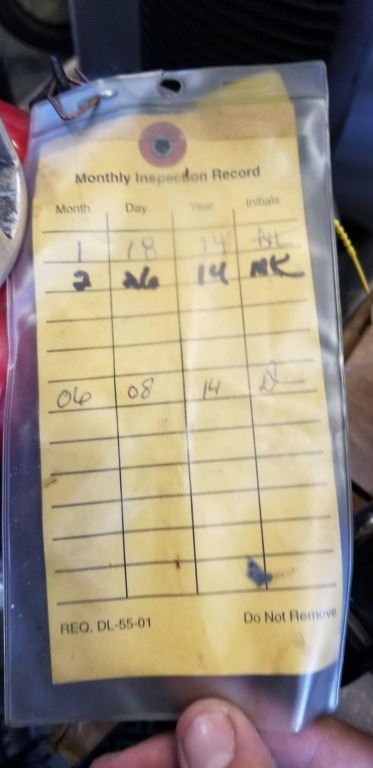 Monthly Inspection Record
Month Day Year Initials
1 18 14
2 26 14 MK
06 08 14
REQ. DL-55-01 Do Not Remove